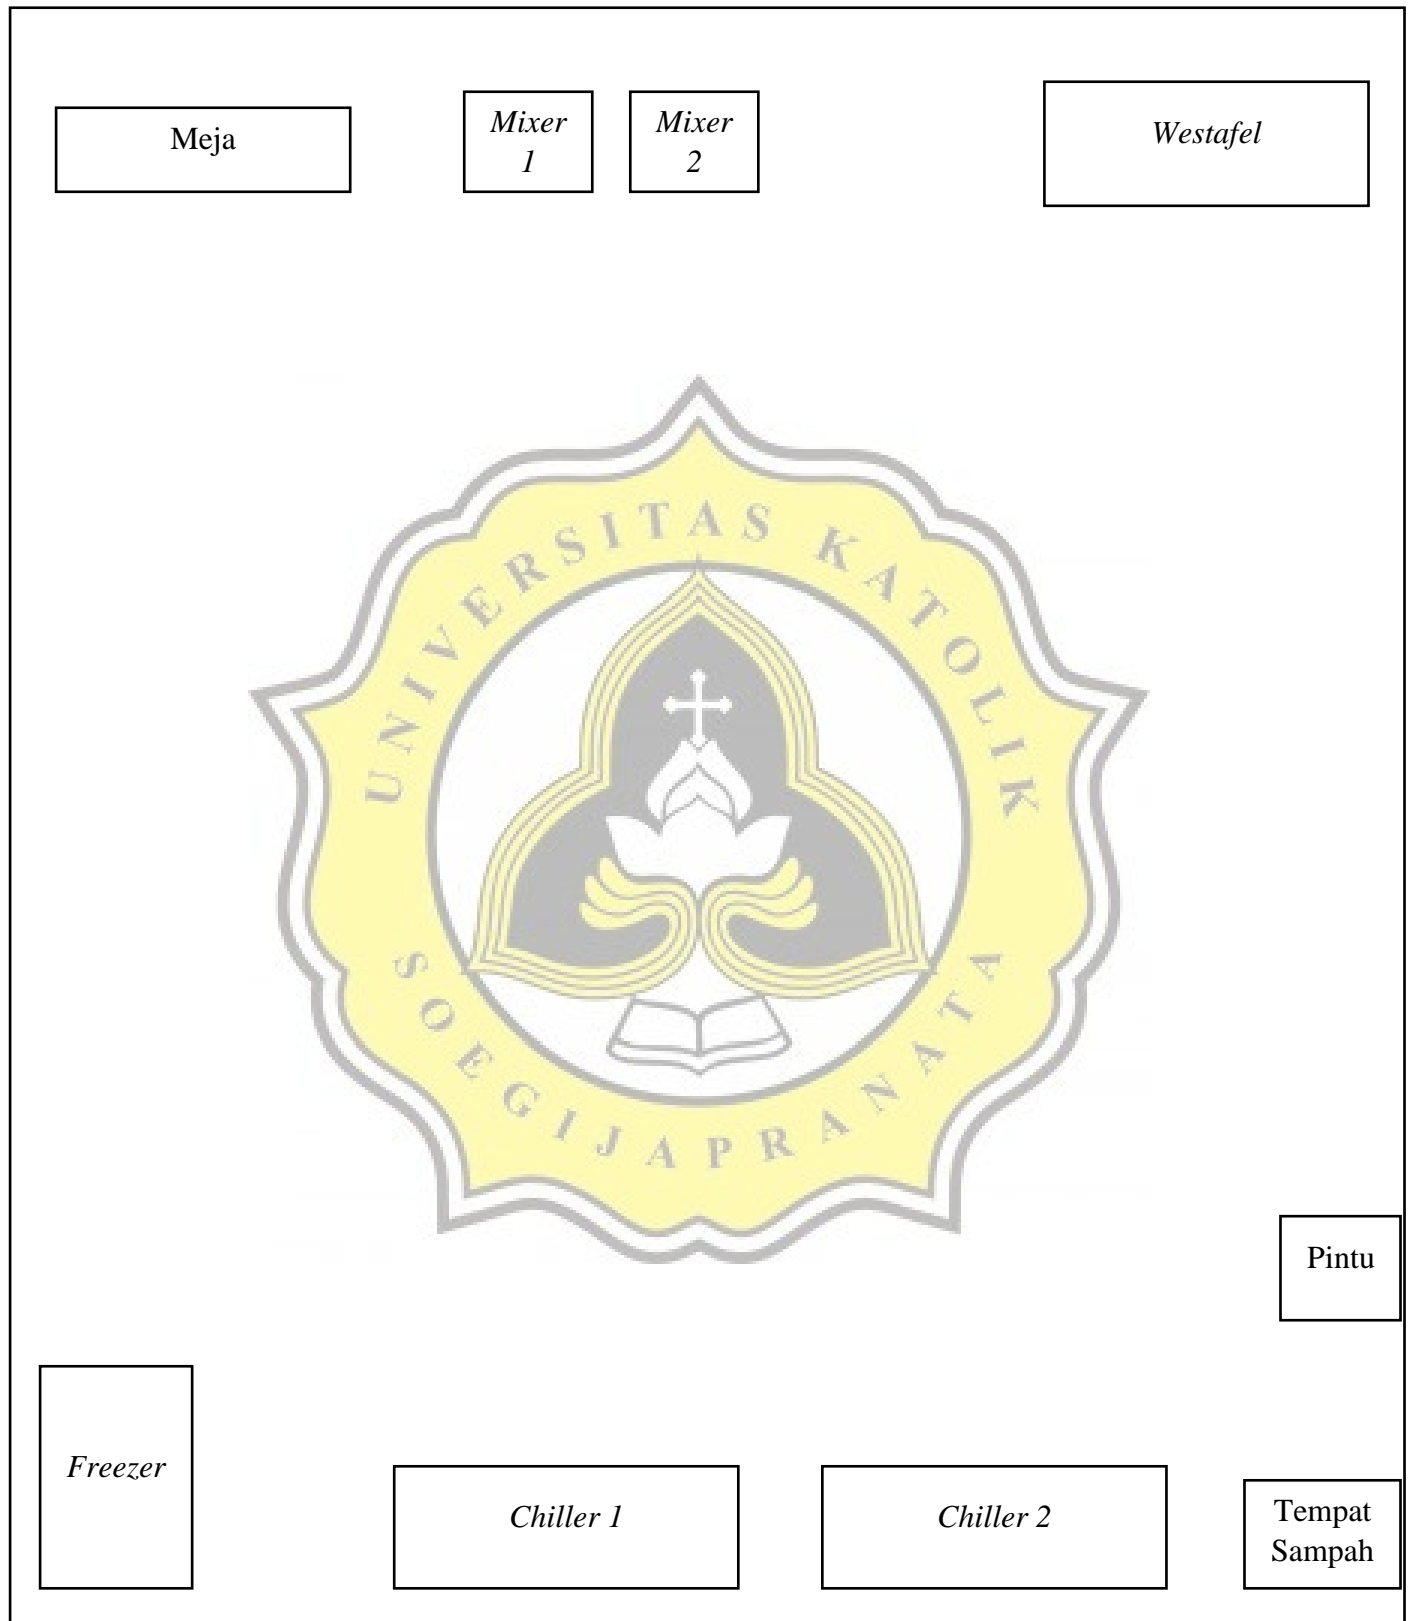 Meja
Mixer
1
Mixer
2
Westafel
UNIVERSITAS KATOLIK
SOEGIJAPRANATA
Pintu
Freezer
Chiller 1
Chiller 2
Tempat
Sampah